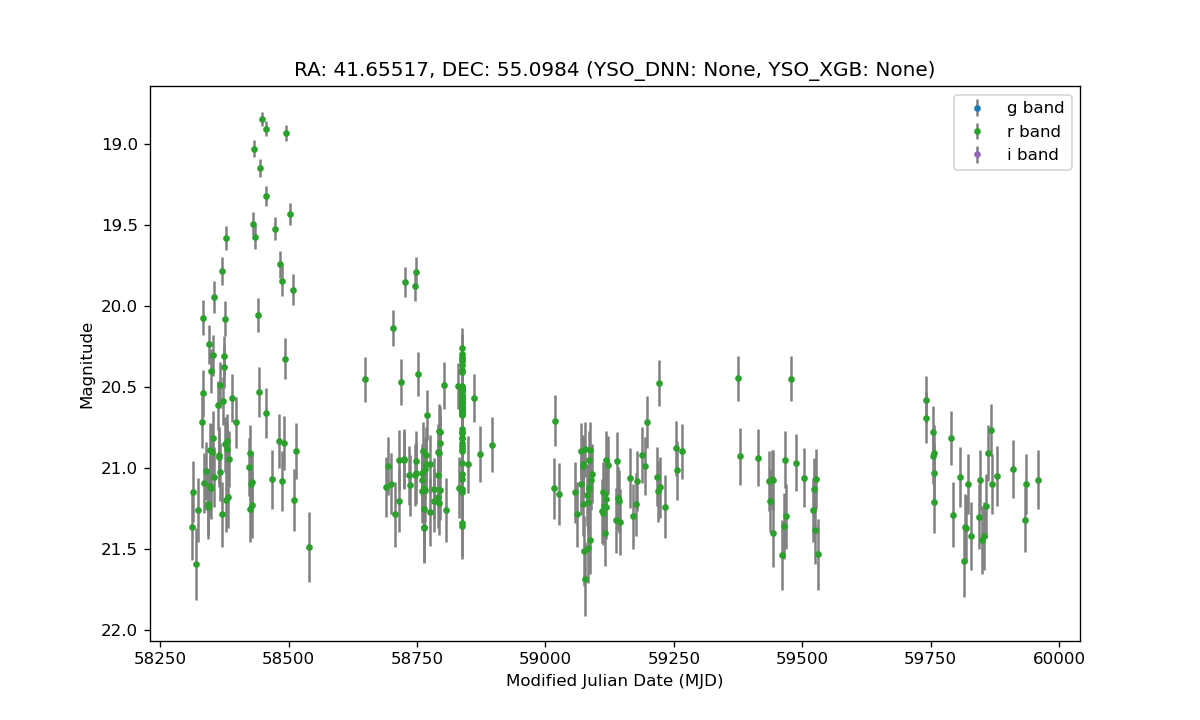 RA: 41.65517, DEC: 55.0984 (YSO_DNN: None, YSO_XGB: None)
g band
r band
i band
Magnitude
19.0
19.5
20.0
20.5
21.0
21.5
22.0
58250 58500 58750 59000 59250 59500 59750 60000
Modified Julian Date (MJD)